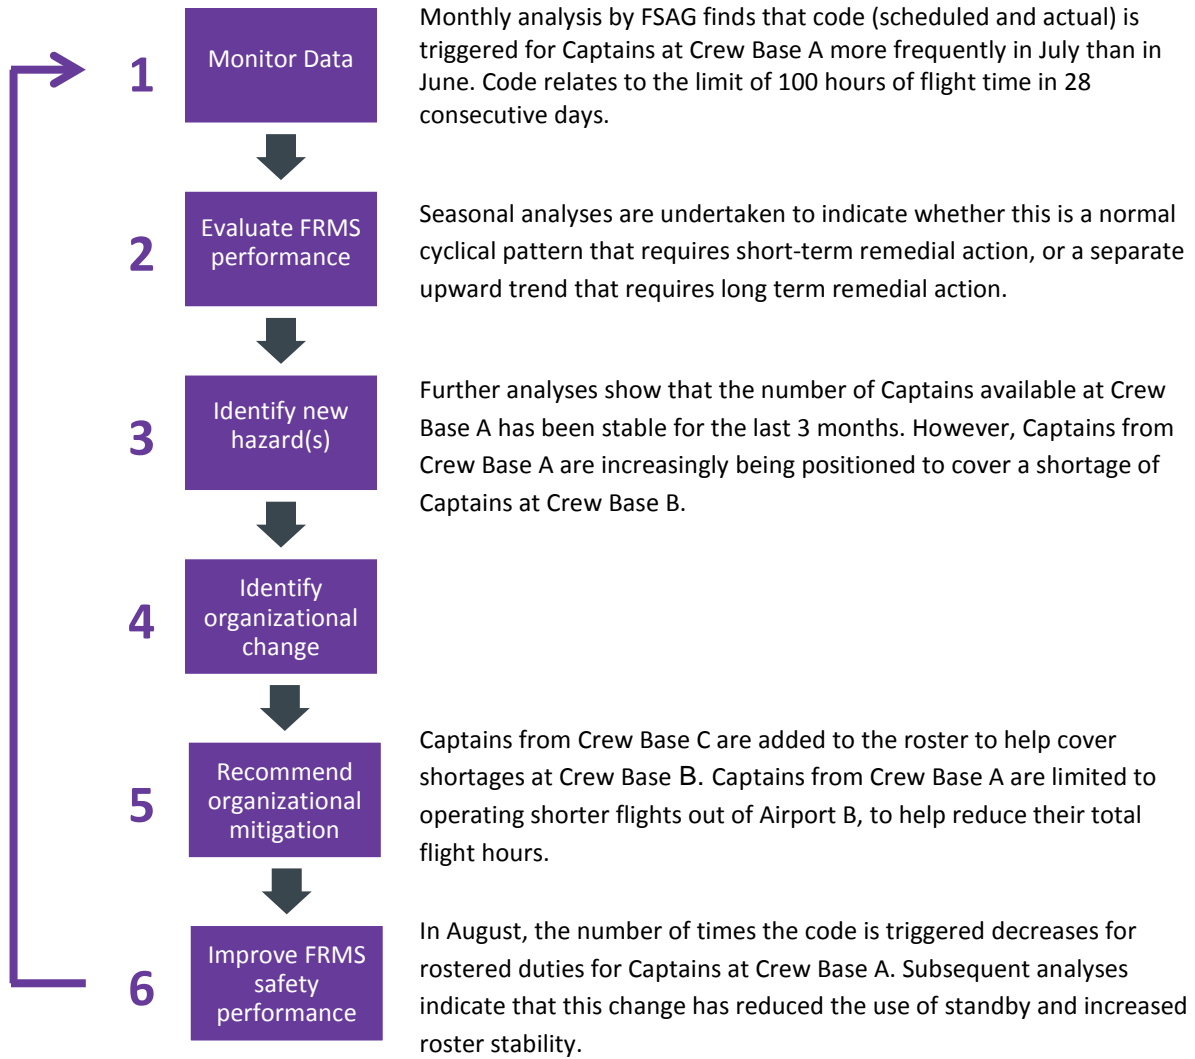 1
Monitor Data
Monthly analysis by FSAG finds that code (scheduled and actual) is
triggered for Captains at Crew Base A more frequently in July than in
June. Code relates to the limit of 100 hours of flight time in 28
consecutive days.
2
Evaluate FRMS
performance
Seasonal analyses are undertaken to indicate whether this is a normal
cyclical pattern that requires short-term remedial action, or a separate
upward trend that requires long term remedial action.
3
Identify new
hazard(s)
Further analyses show that the number of Captains available at Crew
Base A has been stable for the last 3 months. However, Captains from
Crew Base A are increasingly being positioned to cover a shortage of
Captains at Crew Base B.
4
Identify
organizational
change
5
Recommend
organizational
mitigation
Captains from Crew Base C are added to the roster to help cover
shortages at Crew Base B. Captains from Crew Base A are limited to
operating shorter flights out of Airport B, to help reduce their total
flight hours.
6
Improve FRMS
safety
performance
In August, the number of times the code is triggered decreases for
rostered duties for Captains at Crew Base A. Subsequent analyses
indicate that this change has reduced the use of standby and increased
roster stability.